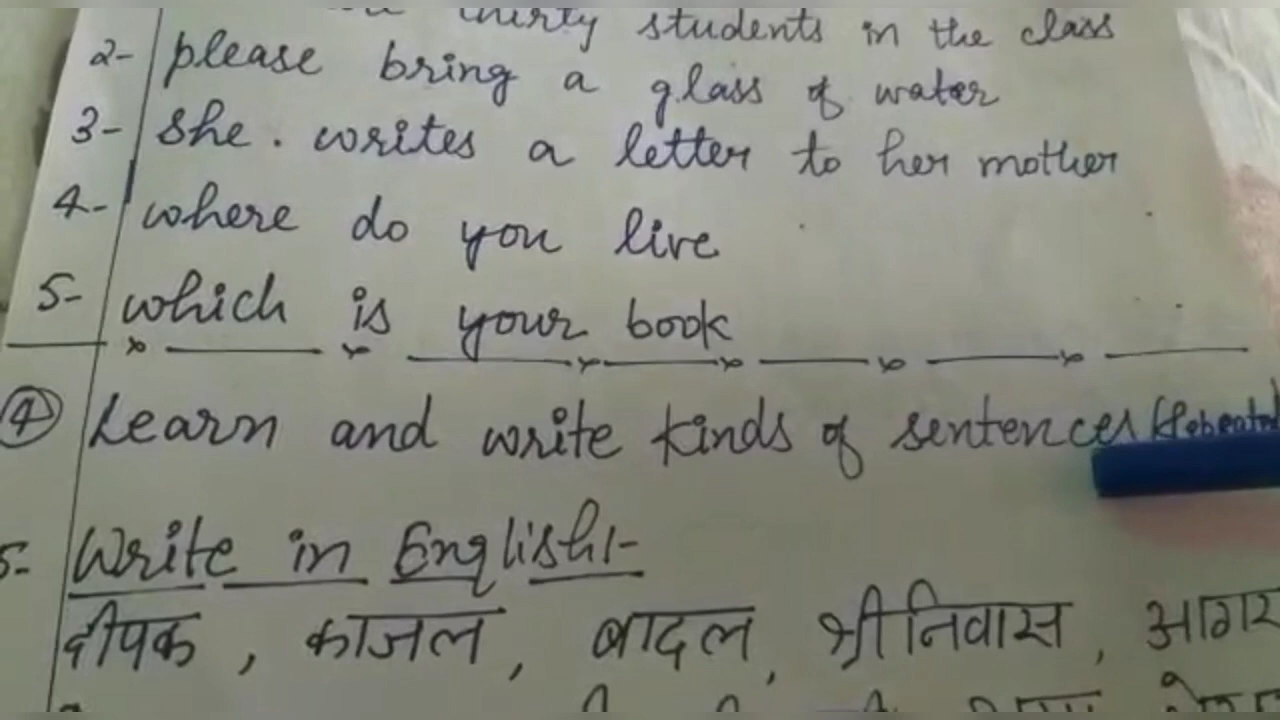 thirty students in the class
2- please bring a glass of water
3- she. writes a letter to her mother
4- where do you live
5- which is your book
④ Learn and write kinds of sentences
5- Write in English:-
दीपक, काजल, बादल, श्रीनिवास,